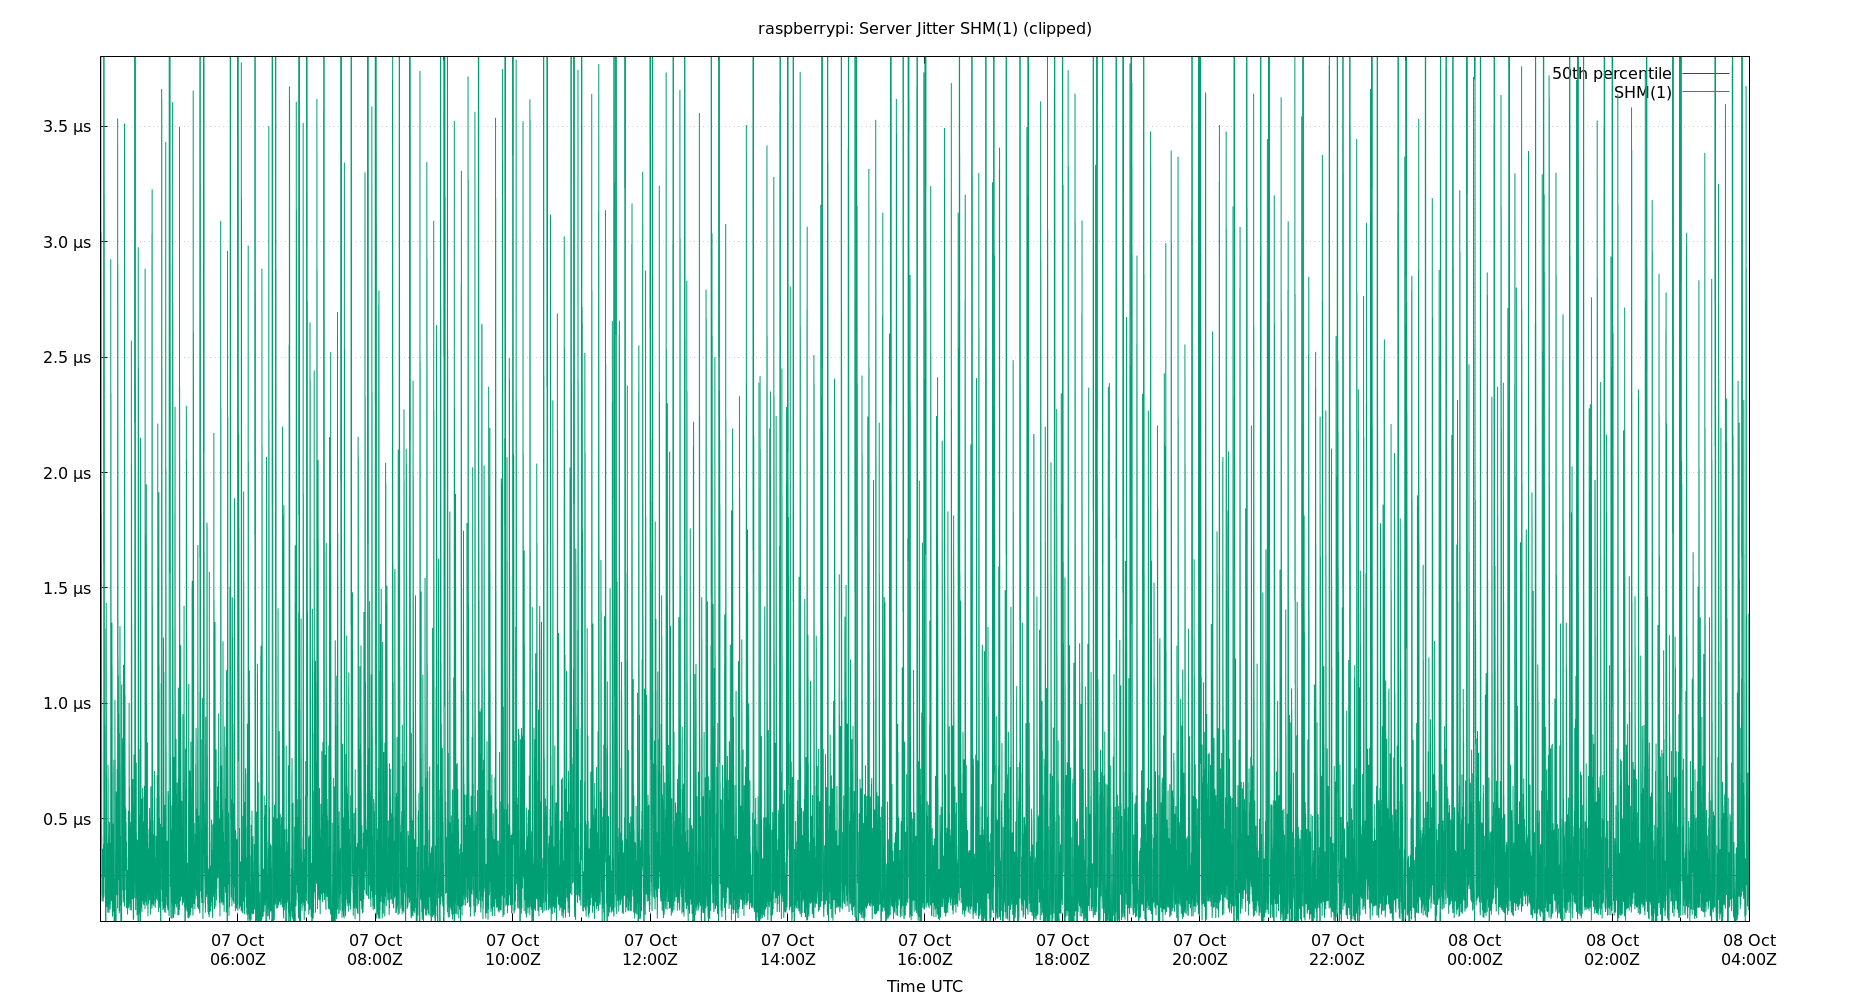 raspberrypi: Server Jitter SHM(1) (clipped)
50th percentile
SHM(1)
3.5 µs
3.0 µs
2.5 µs
2.0 µs
1.5 µs
1.0 µs
0.5 µs
07 Oct 07 Oct 07 Oct 07 Oct 07 Oct 07 Oct 07 Oct 07 Oct 07 Oct 08 Oct 08 Oct 08 Oct
06:00Z 08:00Z 10:00Z 12:00Z 14:00Z 16:00Z 18:00Z 20:00Z 22:00Z 00:00Z 02:00Z 04:00Z
Time UTC